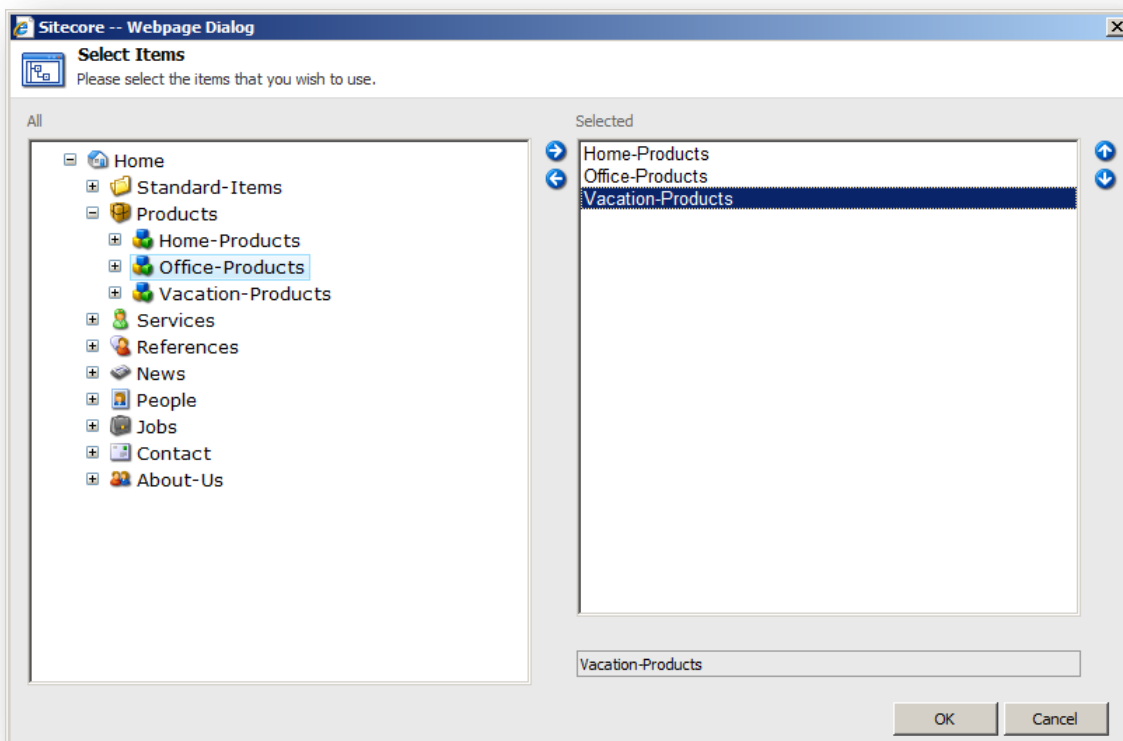 Sitecore -- Webpage Dialog
Select Items
Please select the items that you wish to use.
All
Home
Standard-Items
Products
Home-Products
Office-Products
Vacation-Products
Services
References
News
People
Jobs
Contact
About-Us
Selected
Home-Products
Office-Products
Vacation-Products
Vacation-Products
OK
Cancel